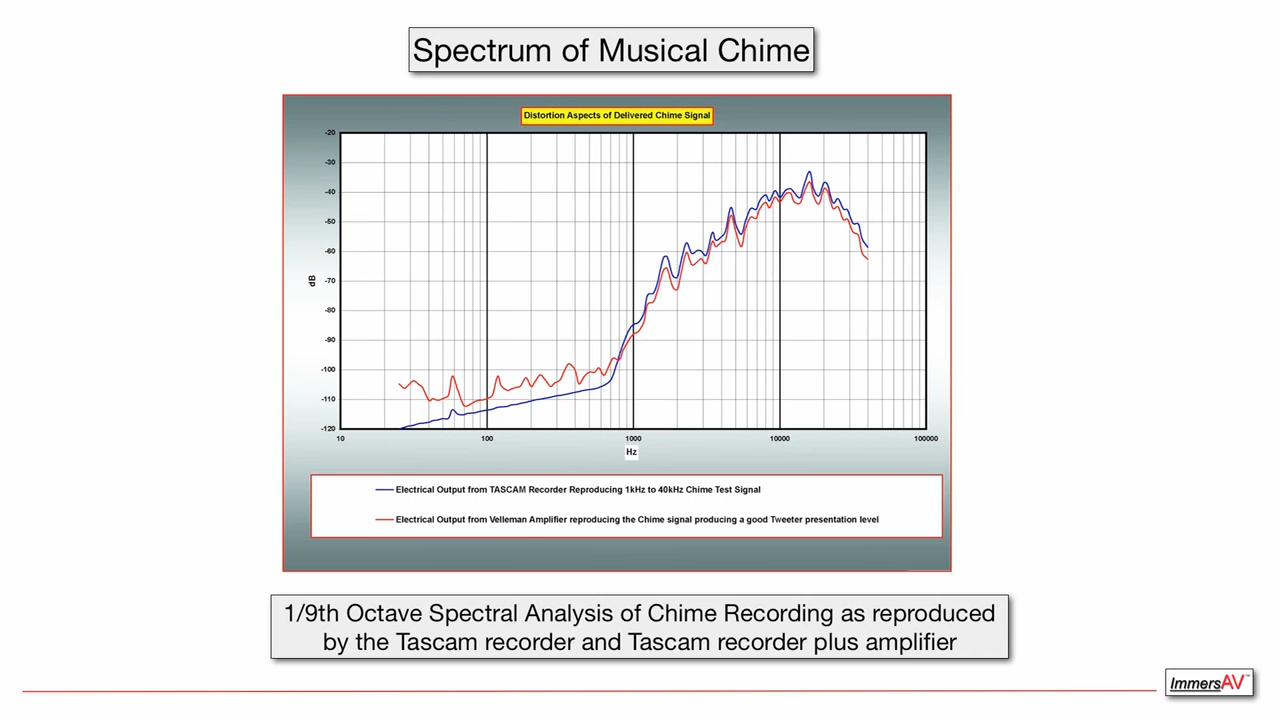 Spectrum of Musical Chime
Distortion Aspects of Delivered Chime Signal
-20
-30
-40
-50
-60
-70
-80
-90
-100
-110
-120
dB
10 100 1000 10000 100000
Hz
Electrical Output from TASCAM Recorder Reproducing 1kHz to 40kHz Chime Test Signal
Electrical Output from Velleman Amplifier reproducing the Chime signal producing a good Tweeter presentation level
1/9th Octave Spectral Analysis of Chime Recording as reproduced
by the Tascam recorder and Tascam recorder plus amplifier
ImmersAV™